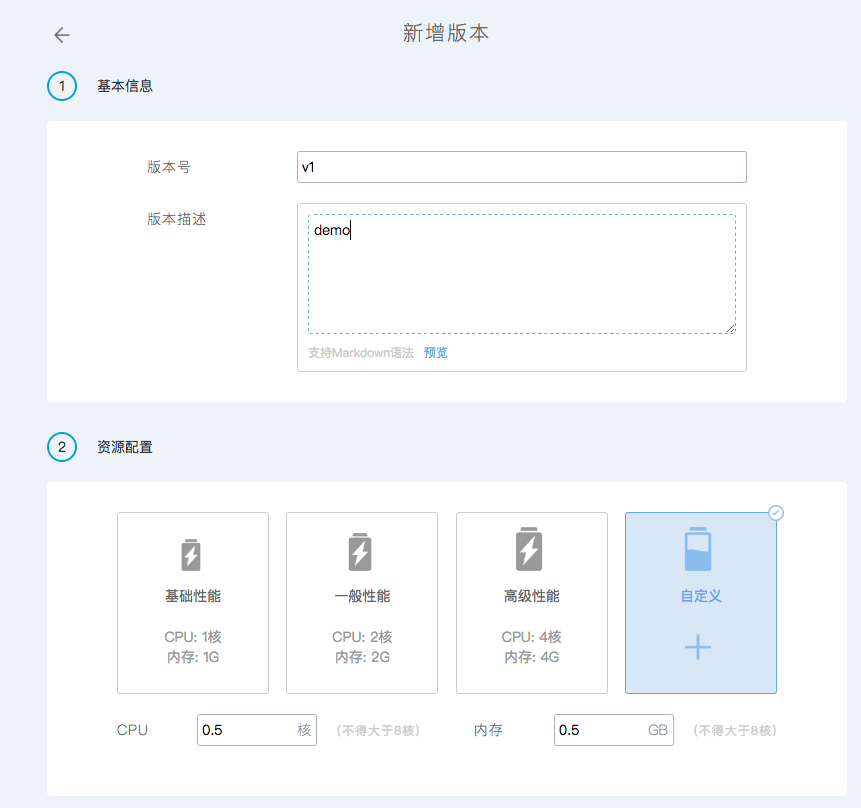 新增版本
1 基本信息
版本号 v1
版本描述 demo
支持Markdown语法 预览
2 资源配置
基础性能 一般性能 高级性能 自定义
CPU: 1核 CPU: 2核 CPU: 4核
内存: 1G 内存: 2G 内存: 4G
CPU 0.5 核 (不得大于8核) 内存 0.5 GB (不得大于8核)